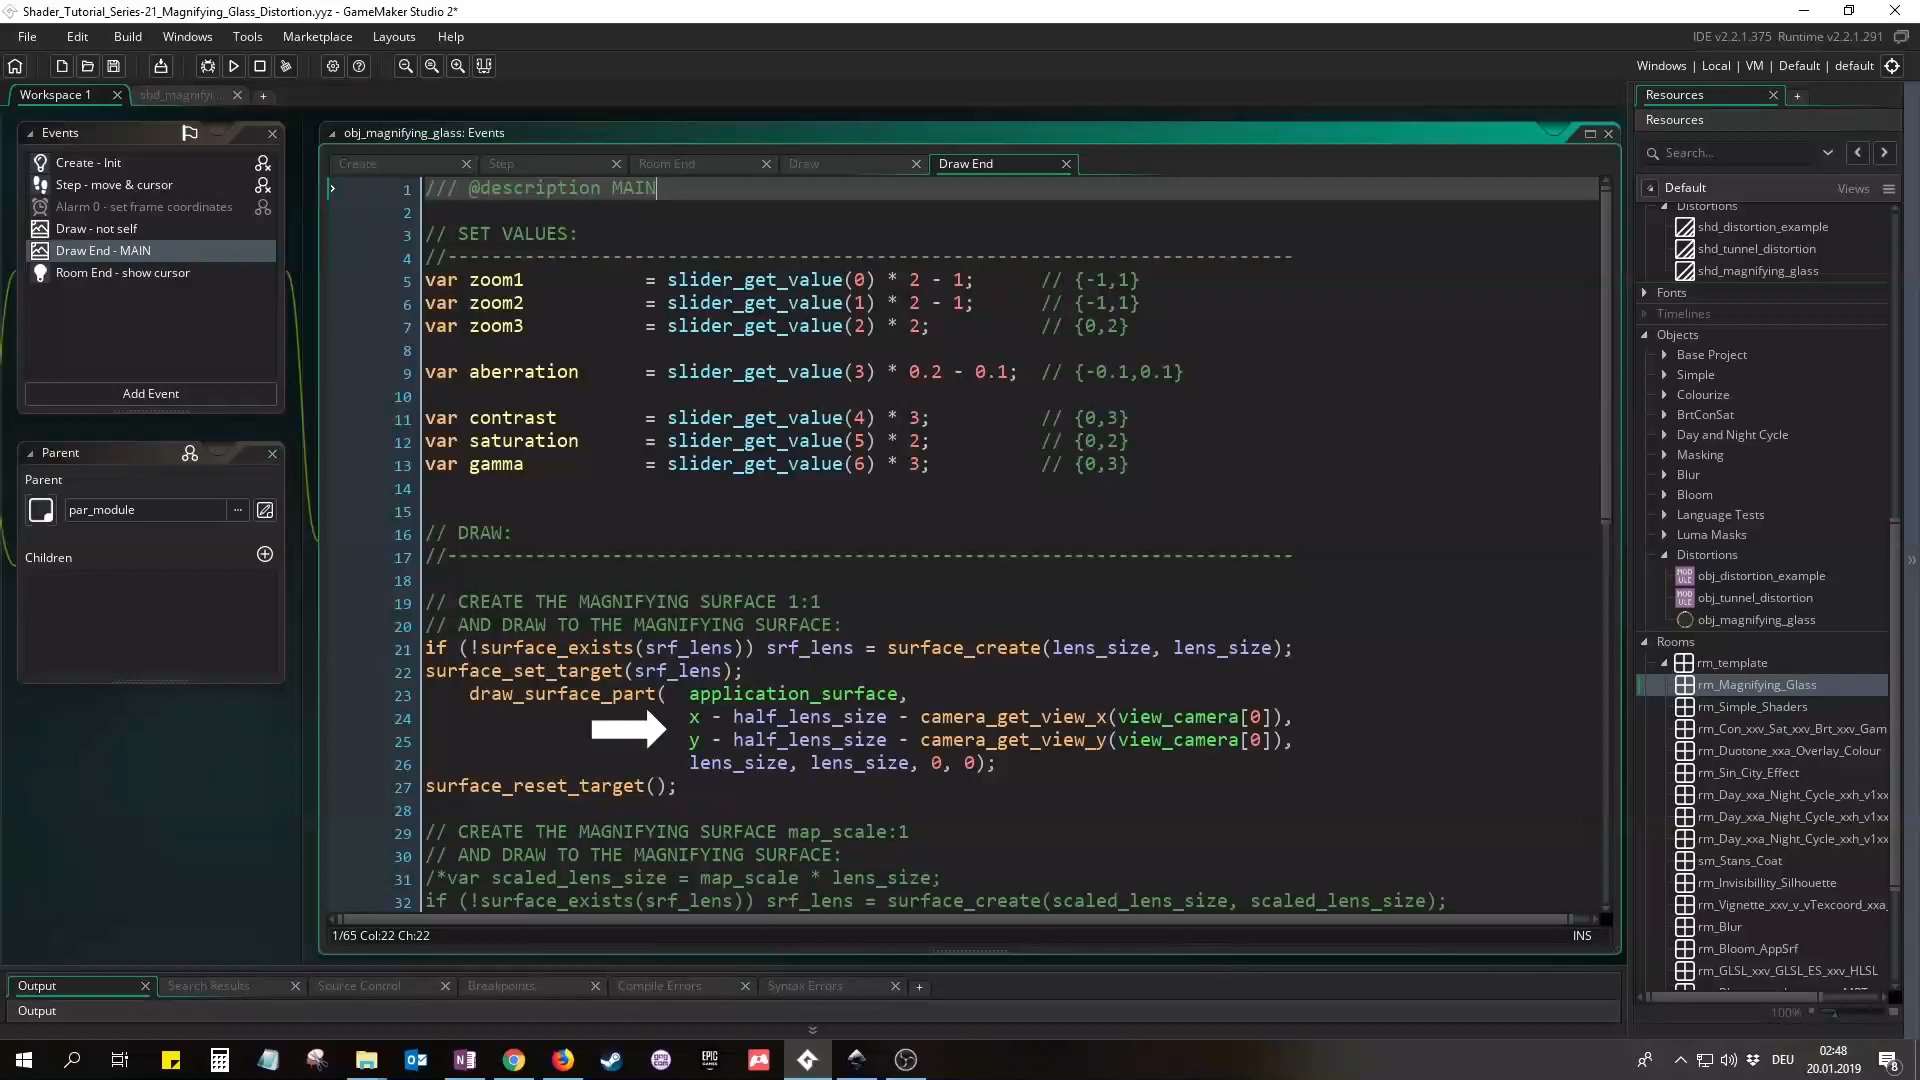 Shader_Tutorial_Series-21_Magnifying_Glass_Distortion.yyz - GameMaker Studio 2*
File Edit Build Windows Tools Marketplace Layouts Help
IDE v2.2.1.375 Runtime v2.2.1.291
Windows | Local | VM | Default | default
Workspace 1
shd_magnifyi...
Events
Create - Init
Step - move & cursor
Alarm 0 - set frame coordinates
Draw - not self
Draw End - MAIN
Room End - show cursor
Add Event
Parent
Parent
par_module
...
Children
obj_magnifying_glass: Events
Create Step Room End Draw Draw End
1 /// @description MAIN
2
3 // SET VALUES:
4 //-----------------------------------------------------------------------------
5 var zoom1 = slider_get_value(0) * 2 - 1; // {-1,1}
6 var zoom2 = slider_get_value(1) * 2 - 1; // {-1,1}
7 var zoom3 = slider_get_value(2) * 2; // {0,2}
8
9 var aberration = slider_get_value(3) * 0.2 - 0.1; // {-0.1,0.1}
10
11 var contrast = slider_get_value(4) * 3; // {0,3}
12 var saturation = slider_get_value(5) * 2; // {0,2}
13 var gamma = slider_get_value(6) * 3; // {0,3}
14
15
16 // DRAW:
17 //-----------------------------------------------------------------------------
18
19 // CREATE THE MAGNIFYING SURFACE 1:1
20 // AND DRAW TO THE MAGNIFYING SURFACE:
21 if (!surface_exists(srf_lens)) srf_lens = surface_create(lens_size, lens_size);
22 surface_set_target(srf_lens);
23 draw_surface_part( application_surface,
24 x - half_lens_size - camera_get_view_x(view_camera[0]),
25 y - half_lens_size - camera_get_view_y(view_camera[0]),
26 lens_size, lens_size, 0, 0);
27 surface_reset_target();
28
29 // CREATE THE MAGNIFYING SURFACE map_scale:1
30 // AND DRAW TO THE MAGNIFYING SURFACE:
31 /*var scaled_lens_size = map_scale * lens_size;
32 if (!surface_exists(srf_lens)) srf_lens = surface_create(scaled_lens_size, scaled_lens_size);
1/65 Col:22 Ch:22
INS
Resources
Resources
Search...
Default
Views
Distortions
shd_distortion_example
shd_tunnel_distortion
shd_magnifying_glass
Fonts
Timelines
Objects
Base Project
Simple
Colourize
BrtConSat
Day and Night Cycle
Masking
Blur
Bloom
Language Tests
Luma Masks
Distortions
obj_distortion_example
obj_tunnel_distortion
obj_magnifying_glass
Rooms
rm_template
rm_Magnifying_Glass
rm_Simple_Shaders
rm_Con_xxv_Sat_xxv_Brt_xxv_Gam
rm_Duotone_xxa_Overlay_Colour
rm_Sin_City_Effect
rm_Day_xxa_Night_Cycle_xxh_v1xx
rm_Day_xxa_Night_Cycle_xxh_v1xx
rm_Day_xxa_Night_Cycle_xxh_v1xx
sm_Stans_Coat
rm_Invisibillity_Silhouette
rm_Vignette_xxv_v_vTexcoord_xxa_
rm_Blur
rm_Bloom_AppSrf
rm_GLSL_xxv_GLSL_ES_xxv_HLSL
100%
Output Search Results Source Control Breakpoints Compile Errors Syntax Errors
Output
DEU
02:48
20.01.2019
8